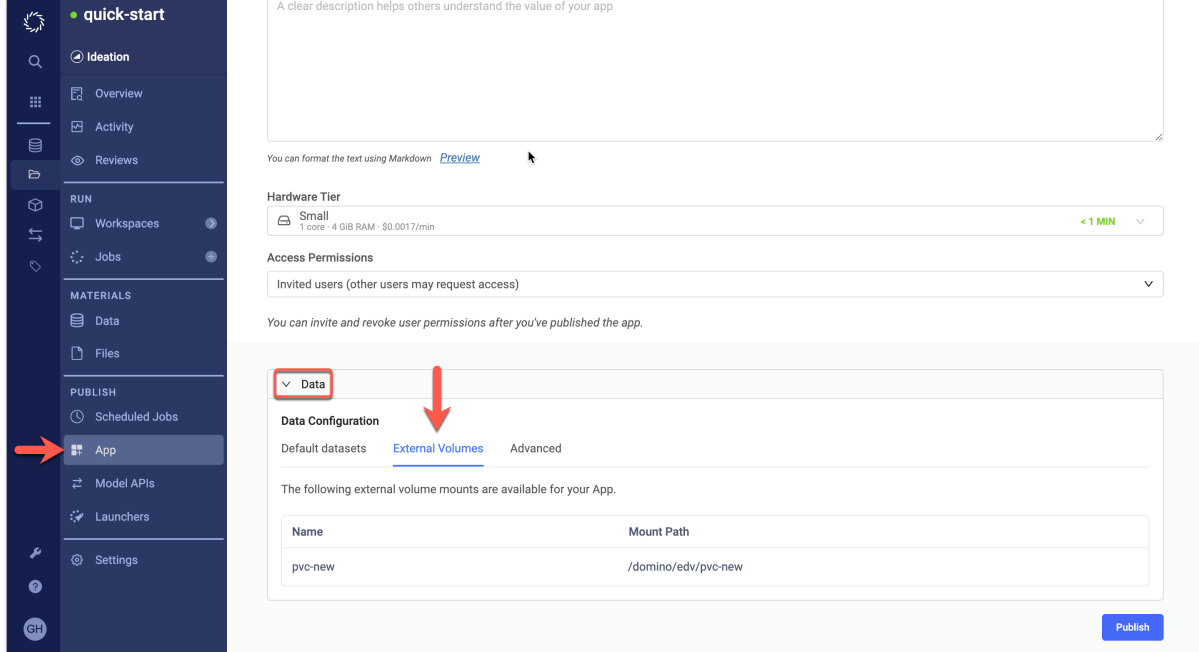 quick-start
Ideation
Overview
Activity
Reviews
RUN
Workspaces
Jobs
MATERIALS
Data
Files
PUBLISH
Scheduled Jobs
App
Model APIs
Launchers
Settings
?
GH
A clear description helps others understand the value of your app
You can format the text using Markdown Preview
Hardware Tier
Small
1 core · 4 GiB RAM · $0.0017/min
< 1 MIN
Access Permissions
Invited users (other users may request access)
You can invite and revoke user permissions after you've published the app.
Data
Data Configuration
Default datasets External Volumes Advanced
The following external volume mounts are available for your App.
Name Mount Path
pvc-new /domino/edv/pvc-new
Publish